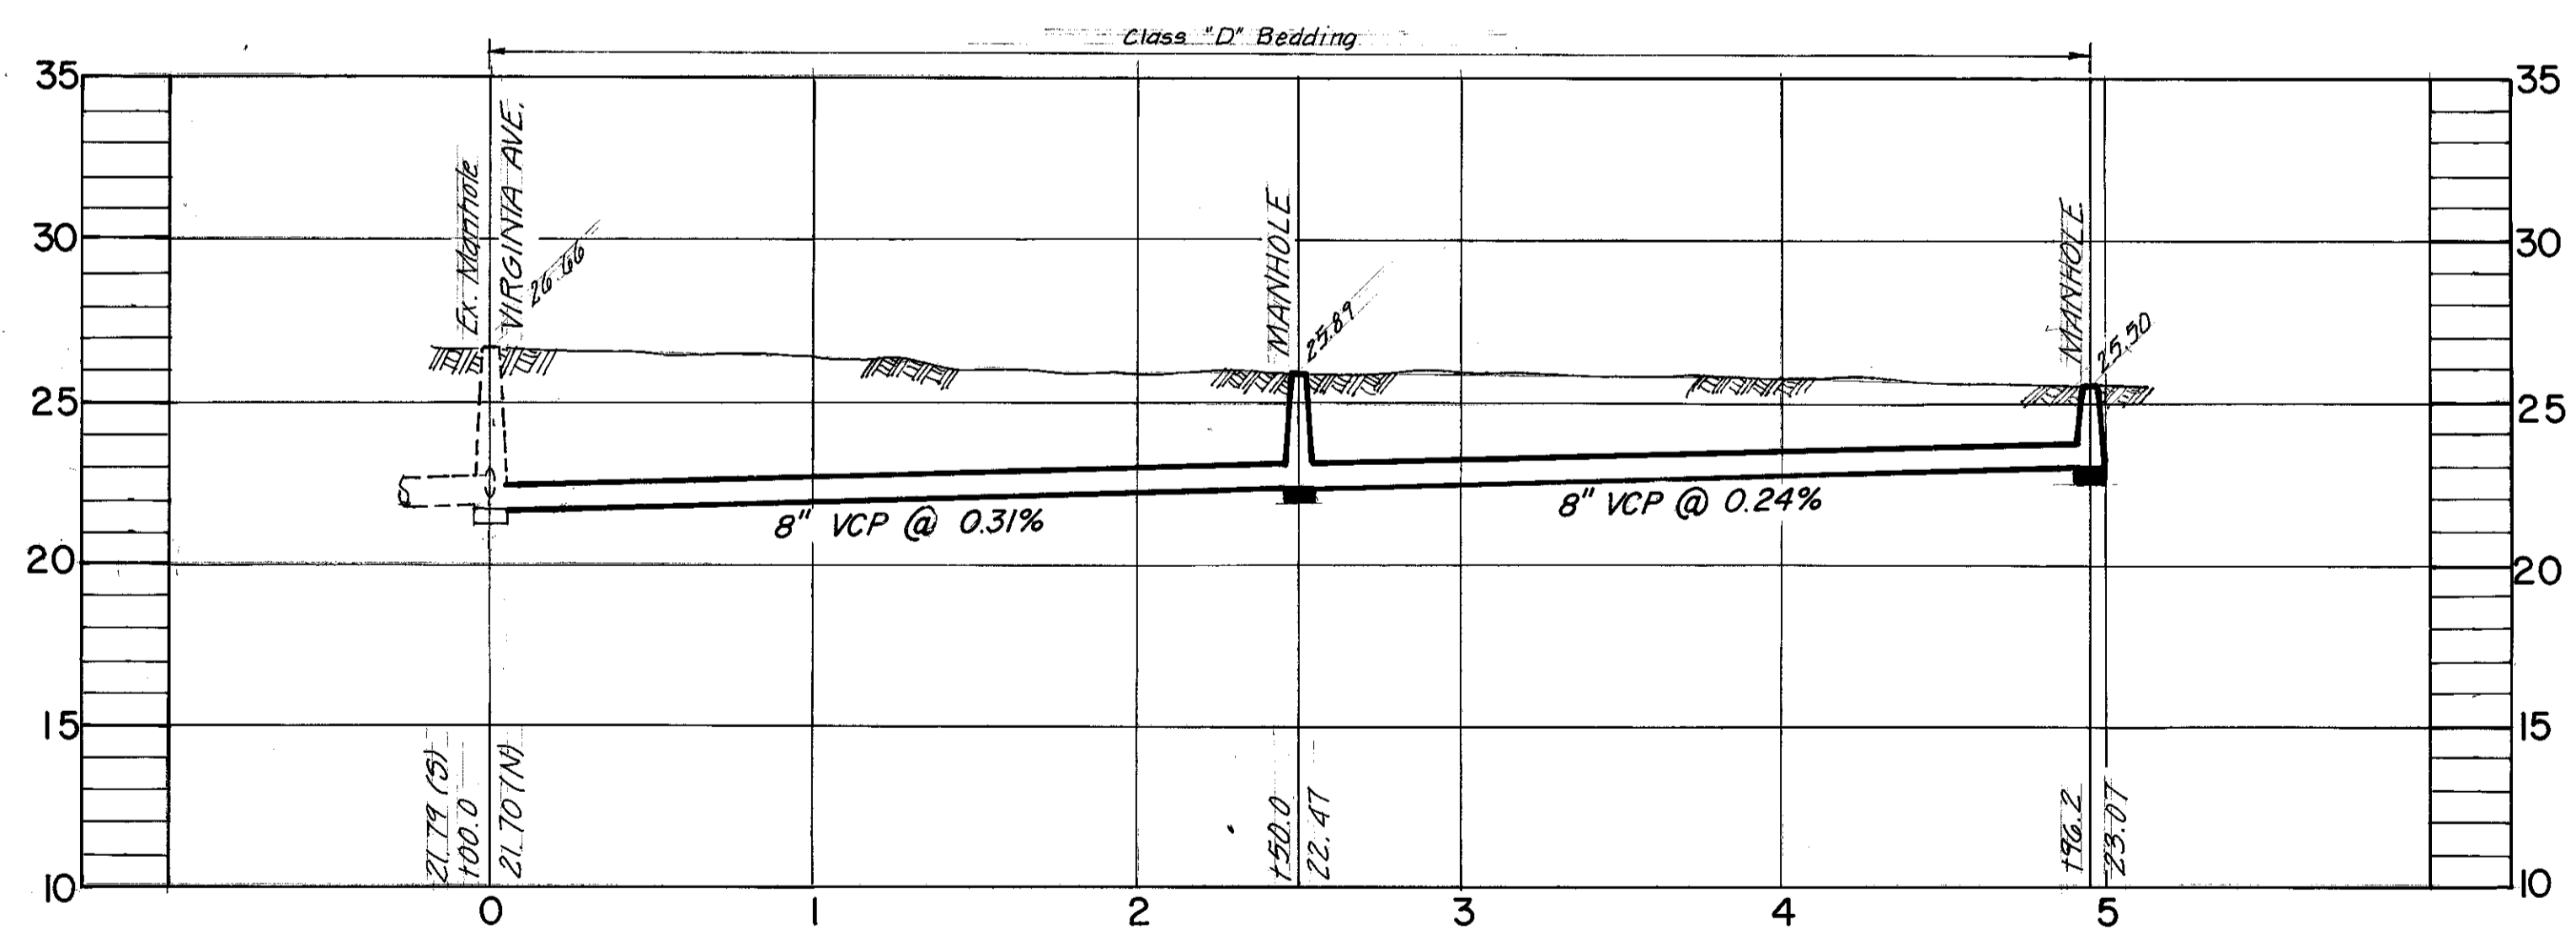 Class "D" Bedding
35
35
30
30
25
25
20
20
15
15
10
10
Ex. Manhole
VIRGINIA AVE.
26.66
MANHOLE
25.89
MANHOLE
25.50
8" VCP @ 0.31%
8" VCP @ 0.24%
21.79 (S)
+00.0
21.70 (N)
+50.0
22.47
+96.2
23.07
0
1
2
3
4
5